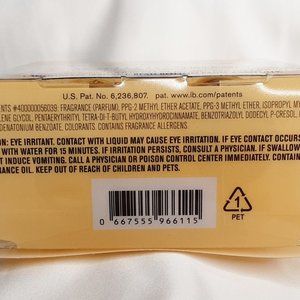 U.S. Pat. No. 6,236,807. pat. www.ib.com/patents
ENTS #400000056039: FRAGRANCE (PARFUM), PPG-2 METHYL ETHER ACETATE, PPG-3 METHYL ETHER, ISOPROPYL MY
LENE GLYCOL, PENTAERYTHRITYL TETRA-DI-T-BUTYL HYDROXYHYDROCINNAMATE, BENZOTRIAZOLYL DODECYL P-CRESOL,
DENATONIUM BENZOATE, COLORANTS. CONTAINS FRAGRANCE ALLERGENS.
ION: EYE IRRITANT. CONTACT WITH LIQUID MAY CAUSE EYE IRRITATION. IF EYE CONTACT OCCURS
WITH WATER FOR 15 MINUTES. IF IRRITATION PERSISTS, CONSULT A PHYSICIAN. IF SWALLOW
T INDUCE VOMITING. CALL A PHYSICIAN OR POISON CONTROL CENTER IMMEDIATELY.
ANCE OIL. KEEP OUT OF REACH OF CHILDREN AND PETS.
0 667555 966115
1
PET